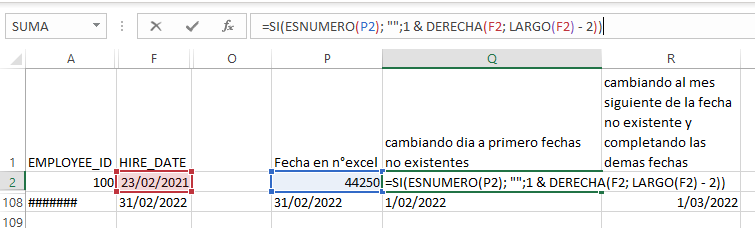 SUMA
=SI(ESNUMERO(P2); "";1 & DERECHA(F2; LARGO(F2) - 2))
A F O P Q R
cambiando al mes
siguiente de la fecha
no existente y
cambiando dia a primero fechas completando las
1 EMPLOYEE_ID HIRE_DATE Fecha en n°excel no existentes demas fechas
2 100 23/02/2021 44250 =SI(ESNUMERO(P2); "";1 & DERECHA(F2; LARGO(F2) - 2))
108 ####### 31/02/2022 31/02/2022 1/02/2022 1/03/2022
109